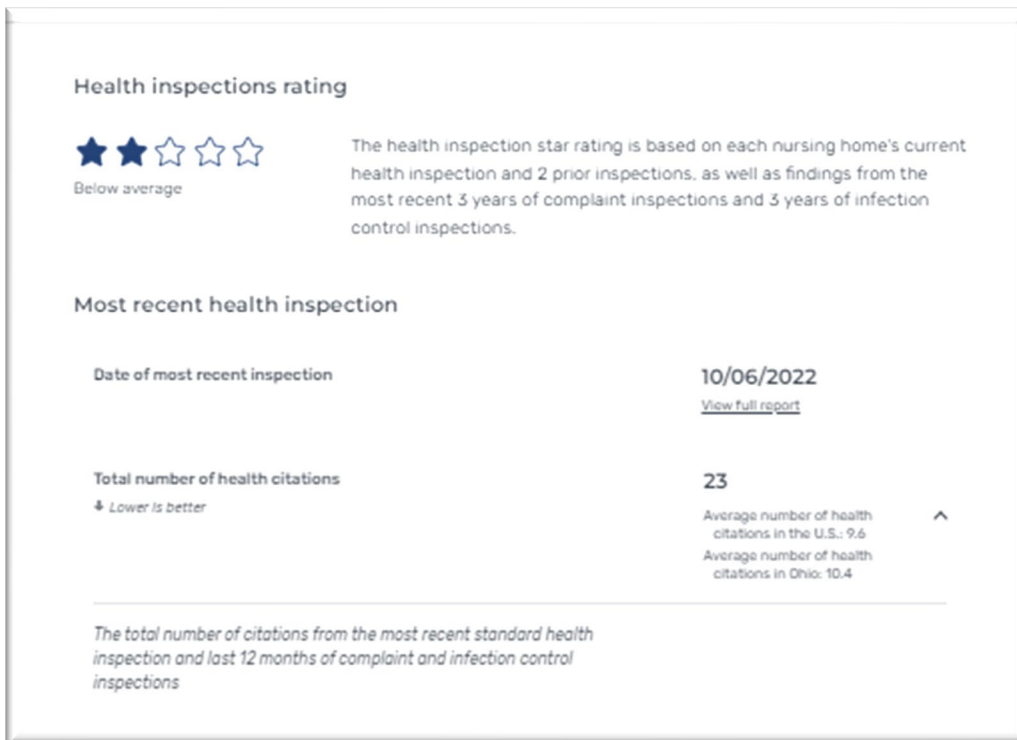 Health inspections rating
Below average
The health inspection star rating is based on each nursing home's current
health inspection and 2 prior inspections, as well as findings from the
most recent 3 years of complaint inspections and 3 years of infection
control inspections.
Most recent health inspection
Date of most recent inspection
10/06/2022
View full report
Total number of health citations
Lower is better
23
Average number of health
citations in the U.S.: 9.6
Average number of health
citations in Ohio: 10.4
The total number of citations from the most recent standard health
inspection and last 12 months of complaint and infection control
inspections